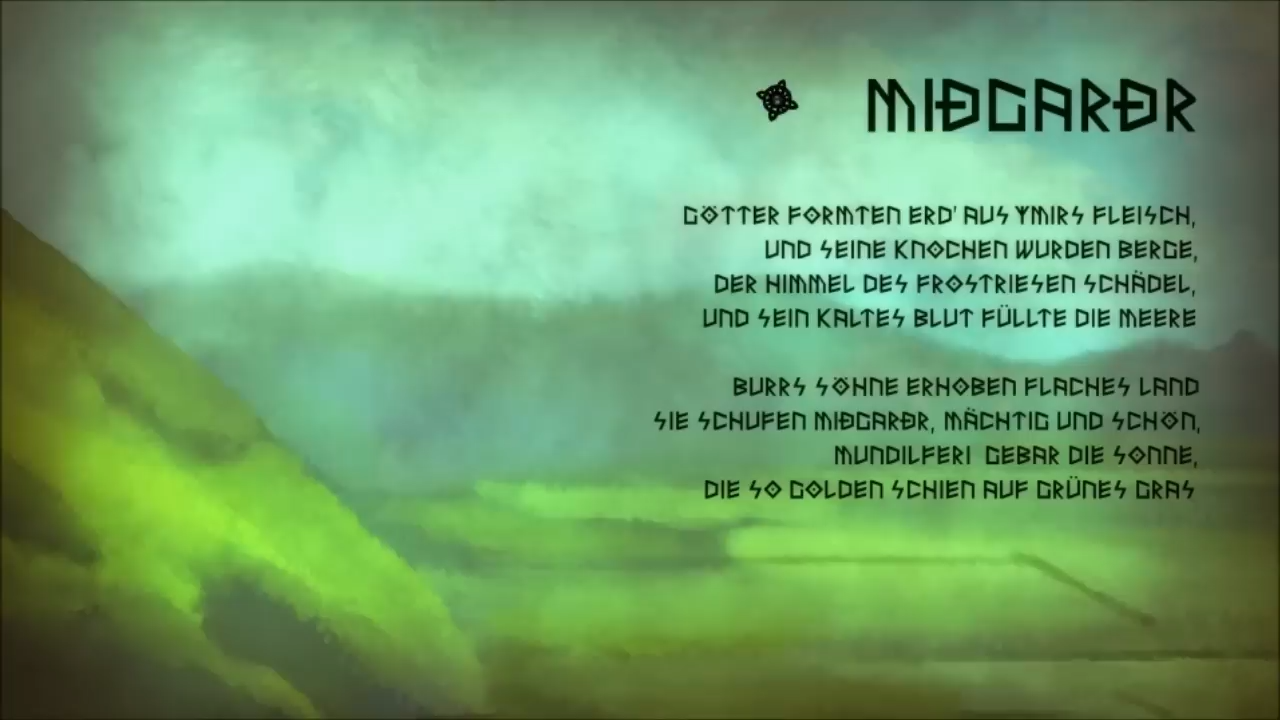 MIÐGARÐR
GÖTTER FORMTEN ERD' AUS YMIRS FLEISCH,
UND SEINE KNOCHEN WURDEN BERGE,
DER HIMMEL DES FROSTRIESEN SCHÄDEL,
UND SEIN KALTES BLUT FÜLLTE DIE MEERE
BURRS SÖHNE ERHOBEN FLACHES LAND
SIE SCHUFEN MIÐGARÐR, MÄCHTIG UND SCHÖN,
MUNDILFERI GEBAR DIE SONNE,
DIE SO GOLDEN SCHIEN AUF GRÜNES GRAS